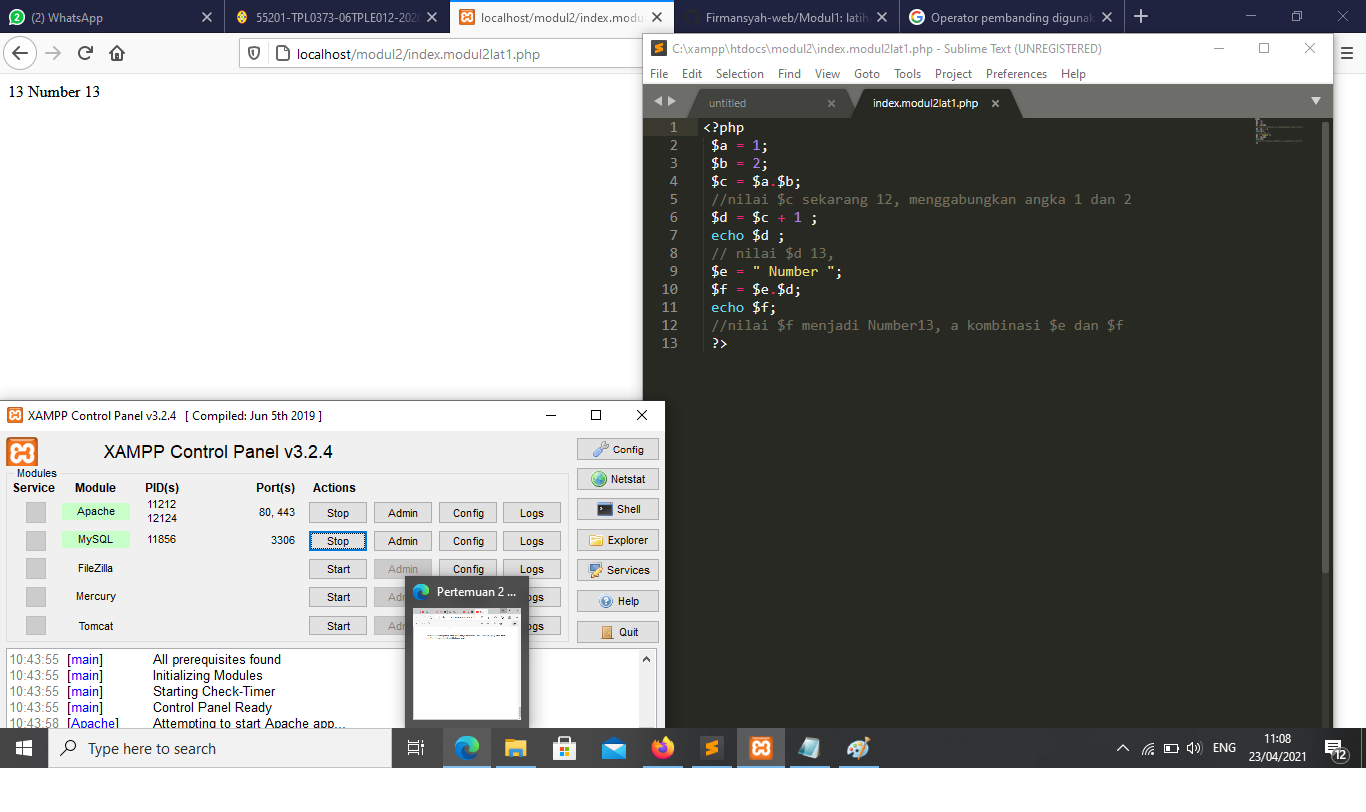 (2) WhatsApp
55201-TPL0373-06TPLE012-202
localhost/modul2/index.modu
Firmansyah-web/Modul1: latih
Operator pembanding digunak
localhost/modul2/index.modul2lat1.php
13 Number 13
C:\xampp\htdocs\modul2\index.modul2lat1.php - Sublime Text (UNREGISTERED)
File Edit Selection Find View Goto Tools Project Preferences Help
untitled
index.modul2lat1.php
1 <?php
2 $a = 1;
3 $b = 2;
4 $c = $a.$b;
5 //nilai $c sekarang 12, menggabungkan angka 1 dan 2
6 $d = $c + 1 ;
7 echo $d ;
8 // nilai $d 13,
9 $e = " Number ";
10 $f = $e.$d;
11 echo $f;
12 //nilai $f menjadi Number13, a kombinasi $e dan $f
13 ?>
XAMPP Control Panel v3.2.4 [ Compiled: Jun 5th 2019 ]
XAMPP Control Panel v3.2.4
Modules
Service Module PID(s) Port(s) Actions
Apache 11212 12124 80, 443 Stop Admin Config Logs
MySQL 11856 3306 Stop Admin Config Logs
FileZilla Start Admin Config Logs
Mercury Start
Tomcat Start
Config
Netstat
Shell
Explorer
Services
Help
Quit
Pertemuan 2 ...
10:43:55 [main] All prerequisites found
10:43:55 [main] Initializing Modules
10:43:55 [main] Starting Check-Timer
10:43:55 [main] Control Panel Ready
10:43:58 [Apache] Attempting to start Apache app...
Type here to search
ENG
11:08
23/04/2021
12